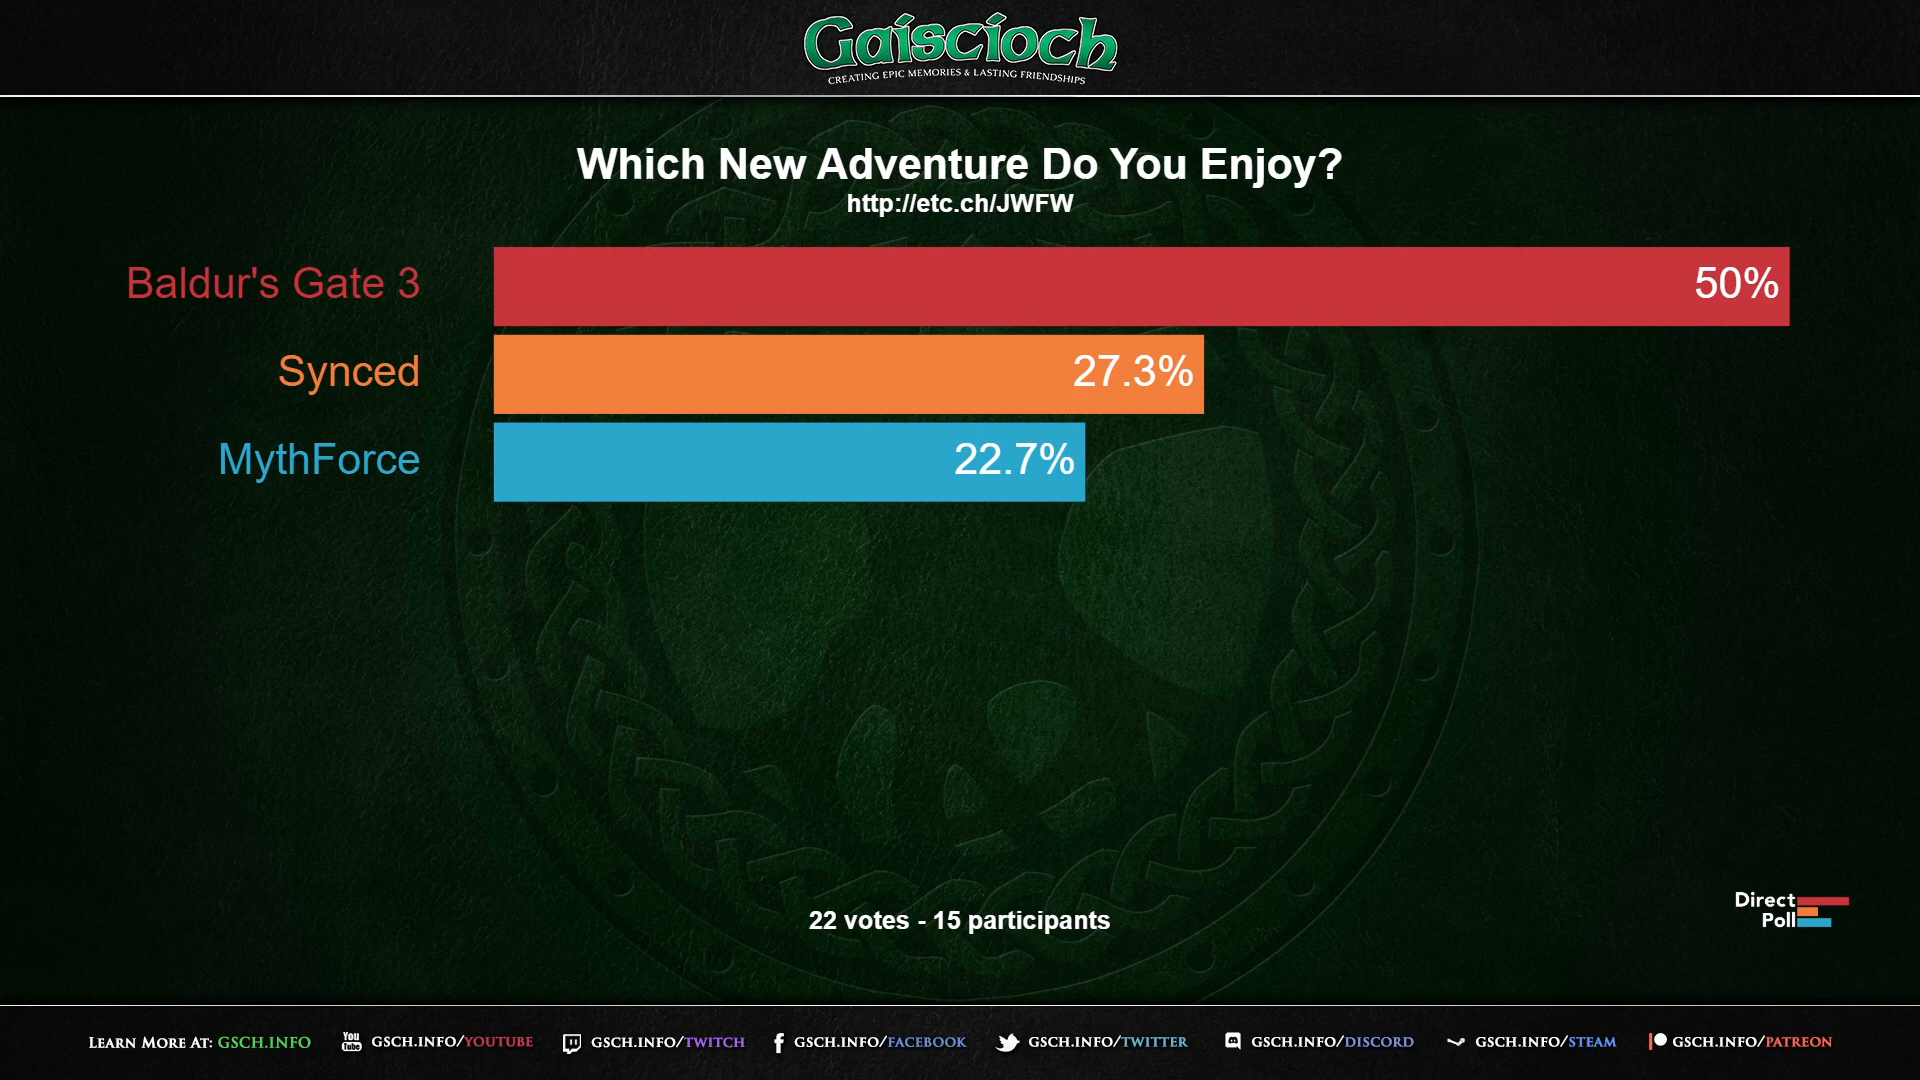 Gaiscíoch
CREATING EPIC MEMORIES & LASTING FRIENDSHIPS
Which New Adventure Do You Enjoy?
http://etc.ch/JWFW
Baldur's Gate 3
50%
Synced
27.3%
MythForce
22.7%
22 votes - 15 participants
Direct
Poll
LEARN MORE AT: GSCH.INFO You Tube GSCH.INFO/YOUTUBE GSCH.INFO/TWITCH f GSCH.INFO/FACEBOOK GSCH.INFO/TWITTER GSCH.INFO/DISCORD GSCH.INFO/STEAM GSCH.INFO/PATREON